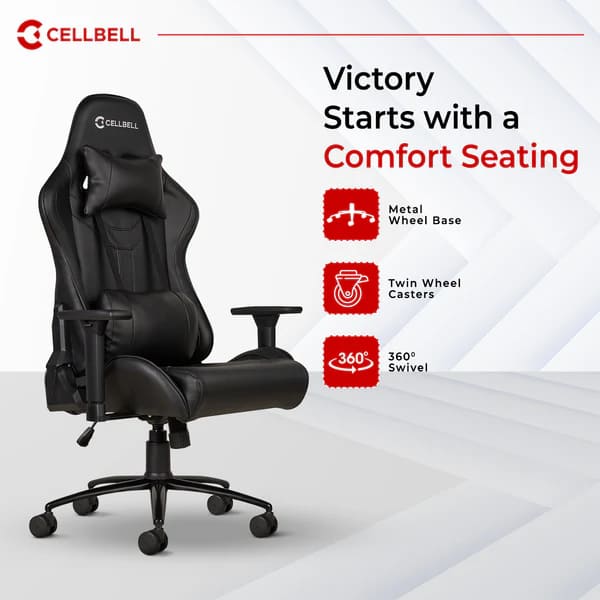 CELLBELL
CELLBELL
Victory
Starts with a
Comfort Seating
Metal
Wheel Base
Twin Wheel
Casters
360°
360°
Swivel